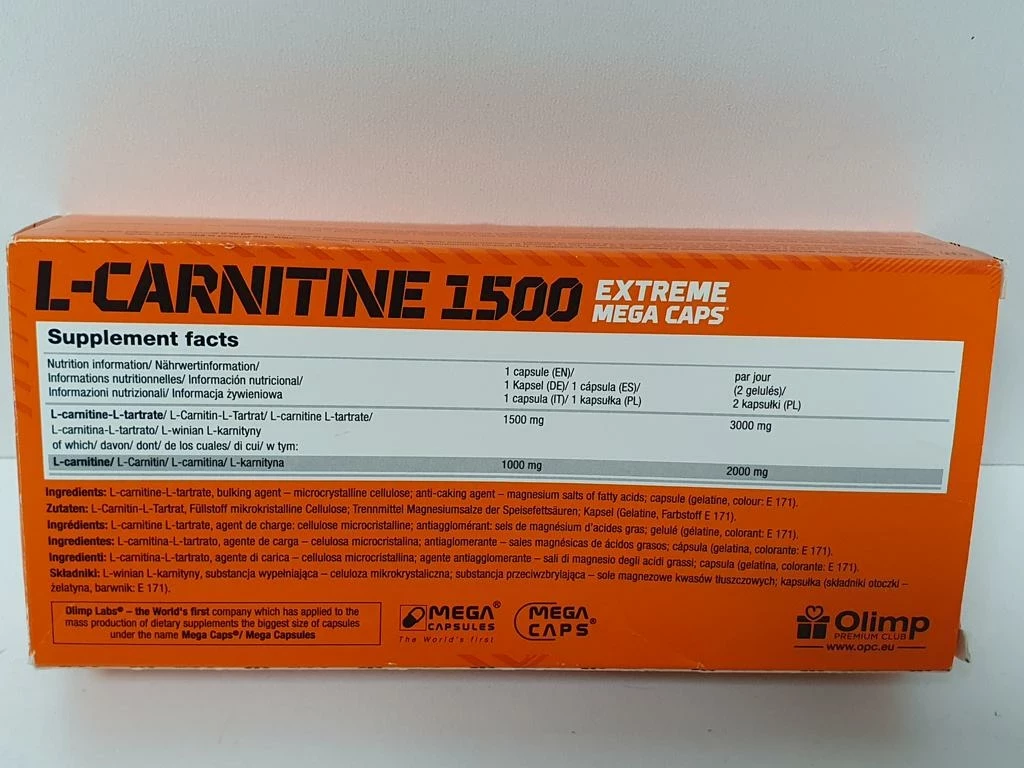 L-CARNITINE 1500 EXTREME
MEGA CAPS
Supplement facts
Nutrition information/ Nährwertinformation/
Informations nutritionnelles/ Información nutricional/
Informazioni nutrizionali/ Informacja żywieniowa
1 capsule (EN)/
1 Kapsel (DE)/ 1 cápsula (ES)/
1 capsula (IT)/ 1 kapsułka (PL)
par jour
(2 gelulés)/
2 kapsułki (PL)
L-carnitine-L-tartrate/ L-Carnitin-L-Tartrat/ L-carnitine L-tartrate/
L-carnitina-L-tartrato/ L-winian L-karnityny
1500 mg
3000 mg
of which/ davon/ dont/ de los cuales/ di cui/ w tym:
L-carnitine/ L-Carnitin/ L-carnitina/ L-karnityna
1000 mg
2000 mg
Ingredients: L-carnitine-L-tartrate, bulking agent – microcrystalline cellulose; anti-caking agent – magnesium salts of fatty acids; capsule (gelatine, colour: E 171).
Zutaten: L-Carnitin-L-Tartrat, Füllstoff mikrokristalline Cellulose; Trennmittel Magnesiumsalze der Speisefettsäuren; Kapsel (Gelatine, Farbstoff E 171).
Ingrédients: L-carnitine L-tartrate, agent de charge: cellulose microcristalline; antiagglomérant: seis de magnésium d'acides gras; gelulé (gélatine, colorant: E 171).
Ingredientes: L-carnitina-L-tartrato, agente de carga – celulosa microcristalina; antiaglomerante – sales magnésicas de ácidos grasos; cápsula (gelatina, colorante: E 171).
Ingredienti: L-carnitina-L-tartrato, agente di carica – cellulosa microcristallina; agente antiagglomerante – sali di magnesio degli acidi grassi; capsula (gelatina, colorante: E 171).
Składniki: L-winian L-karnityny, substancja wypełniająca – celuloza mikrokrystaliczna; substancja przeciwzbrylająca – sole magnezowe kwasów tłuszczowych; kapsułka (składniki otoczki –
żelatyna, barwnik: E 171).
Olimp Labs® – the World's first company which has applied to the
mass production of dietary supplements the biggest size of capsules
under the name Mega Caps®/ Mega Capsules
MEGA®
CAPSULES
The World's first
MEGA
CAPS®
Olimp
PREMIUM CLUB
www.opc.eu